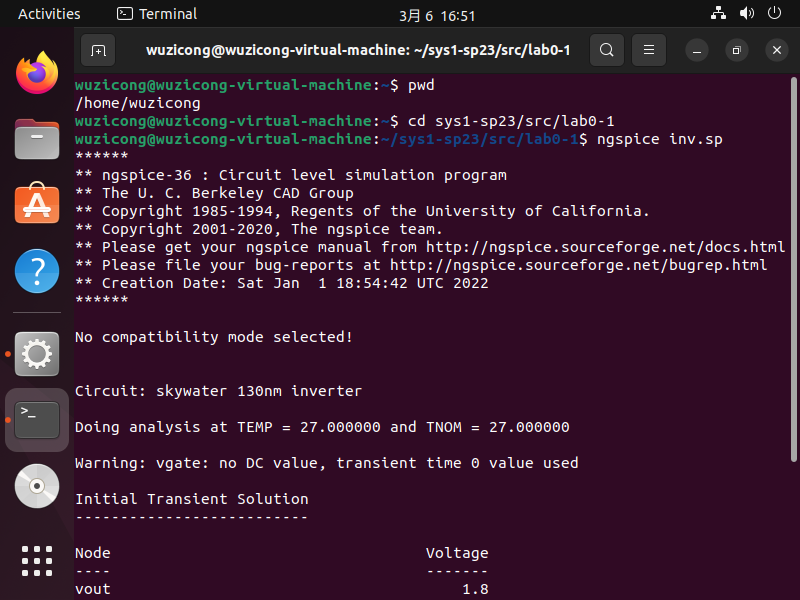 Activities
Terminal
3月 6 16:51
wuzicong@wuzicong-virtual-machine: ~/sys1-sp23/src/lab0-1
wuzicong@wuzicong-virtual-machine:~$ pwd
/home/wuzicong
wuzicong@wuzicong-virtual-machine:~$ cd sys1-sp23/src/lab0-1
wuzicong@wuzicong-virtual-machine:~/sys1-sp23/src/lab0-1$ ngspice inv.sp
******
** ngspice-36 : Circuit level simulation program
** The U. C. Berkeley CAD Group
** Copyright 1985-1994, Regents of the University of California.
** Copyright 2001-2020, The ngspice team.
** Please get your ngspice manual from http://ngspice.sourceforge.net/docs.html
** Please file your bug-reports at http://ngspice.sourceforge.net/bugrep.html
** Creation Date: Sat Jan  1 18:54:42 UTC 2022
******
No compatibility mode selected!
Circuit: skywater 130nm inverter
Doing analysis at TEMP = 27.000000 and TNOM = 27.000000
Warning: vgate: no DC value, transient time 0 value used
Initial Transient Solution
--------------------------
Node                                   Voltage
----                                   -------
vout                                       1.8